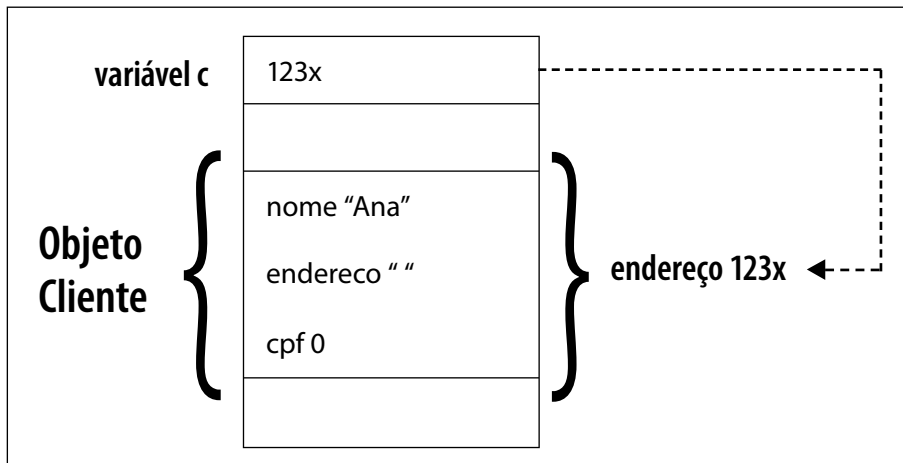 variável c
123x
Objeto
Cliente
nome “Ana”
endereco “ “
cpf 0
endereço 123x